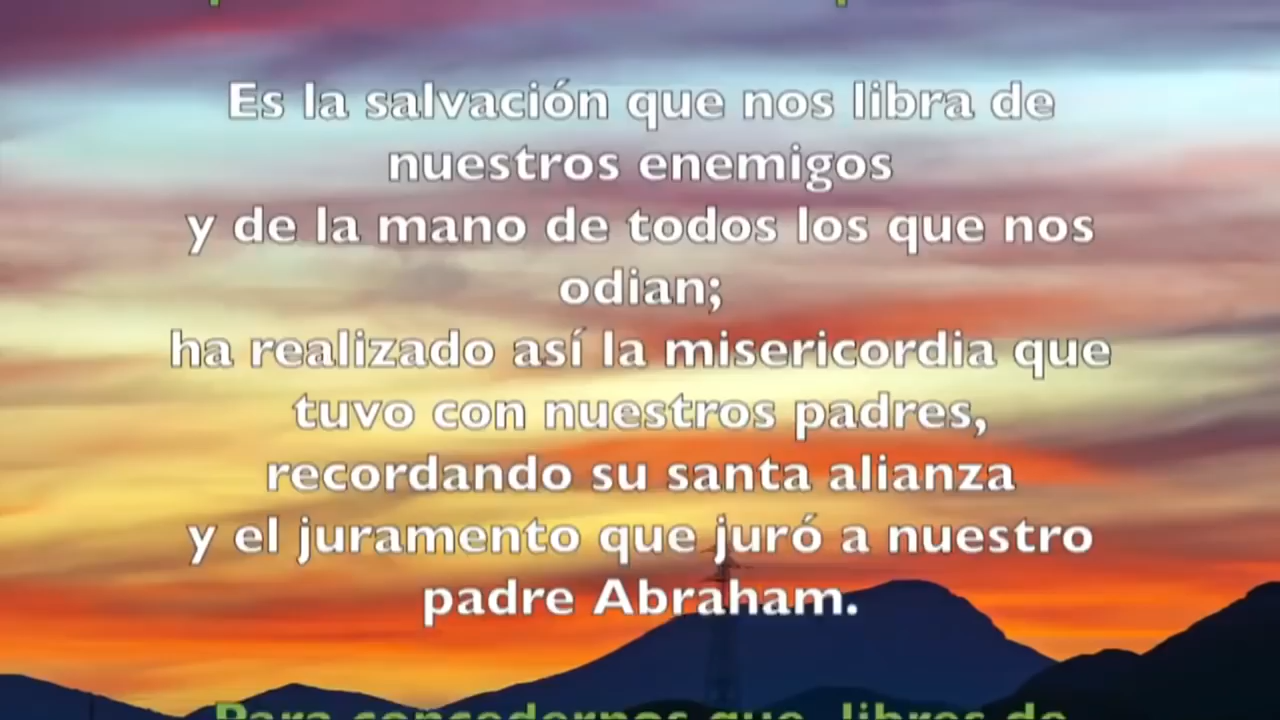 Es la salvación que nos libra de
nuestros enemigos
y de la mano de todos los que nos
odian;
ha realizado así la misericordia que
tuvo con nuestros padres,
recordando su santa alianza
y el juramento que juró a nuestro
padre Abraham.
Para concedernos que, libres de